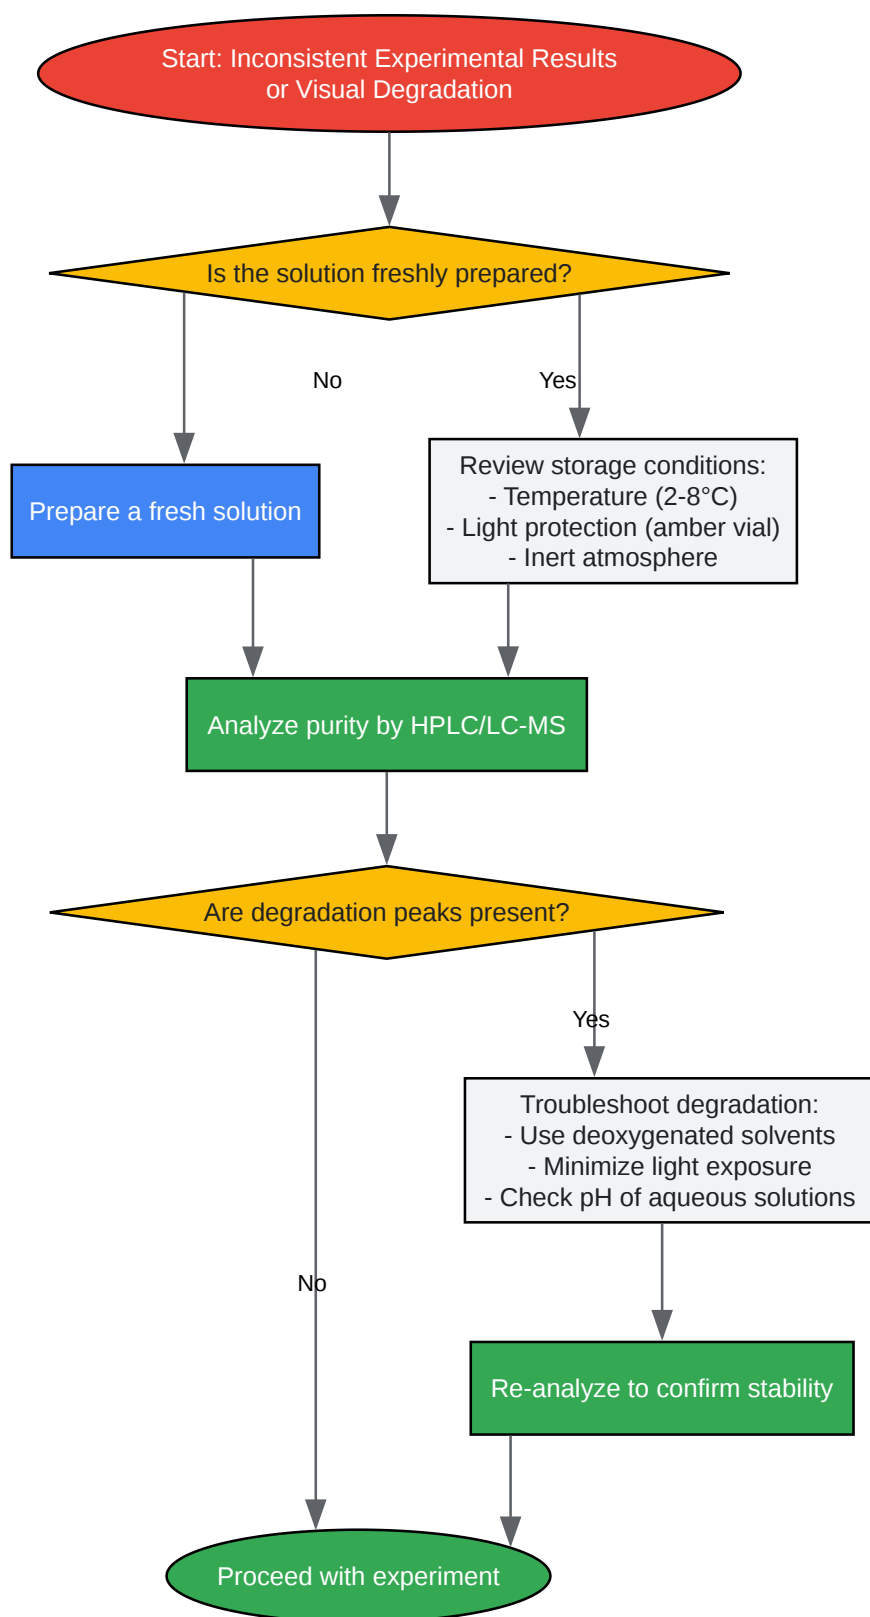 Start: Inconsistent Experimental Results
or Visual Degradation
Is the solution freshly prepared?
No
Yes
Prepare a fresh solution
Review storage conditions:
- Temperature (2-8°C)
- Light protection (amber vial)
- Inert atmosphere
Analyze purity by HPLC/LC-MS
Are degradation peaks present?
Yes
Troubleshoot degradation:
- Use deoxygenated solvents
- Minimize light exposure
- Check pH of aqueous solutions
No
Re-analyze to confirm stability
Proceed with experiment